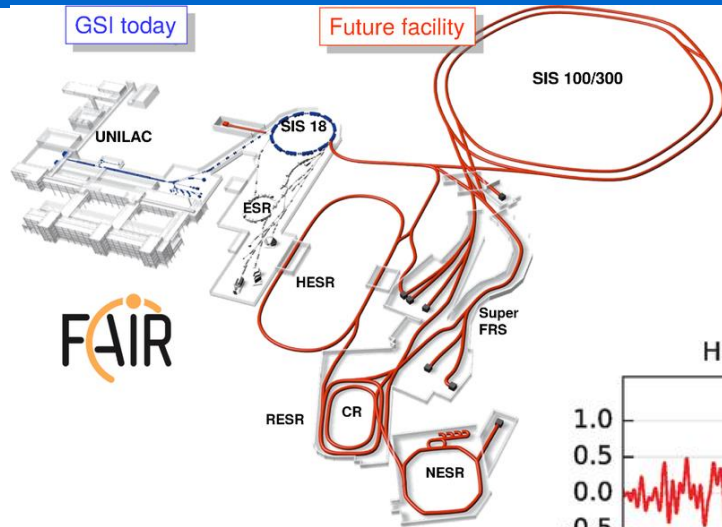 GSI today
Future facility
SIS 100/300
UNILAC
SIS 18
ESR
HESR
Super
FRS
FAIR
RESR
CR
NESR
H
1.0
0.5
0.0